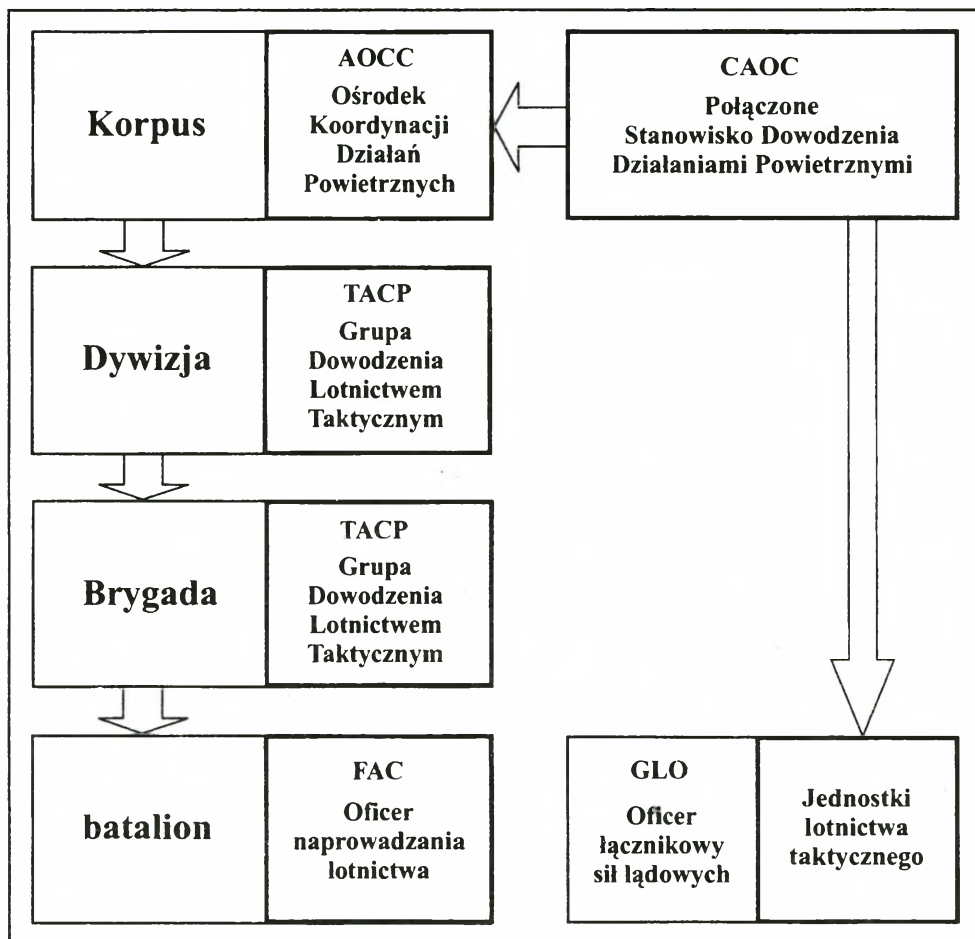 Korpus
AOCC
Ośrodek
Koordynacji
Działań
Powietrznych
CAOC
Połączone
Stanowisko Dowodzenia
Działaniami Powietrznymi
Dywizja
TACP
Grupa
Dowodzenia
Lotnictwem
Taktycznym
Brygada
TACP
Grupa
Dowodzenia
Lotnictwem
Taktycznym
batalion
FAC
Oficer
naprowadzania
lotnictwa
GLO
Oficer
łącznikowy
sił lądowych
Jednostki
lotnictwa
taktycznego